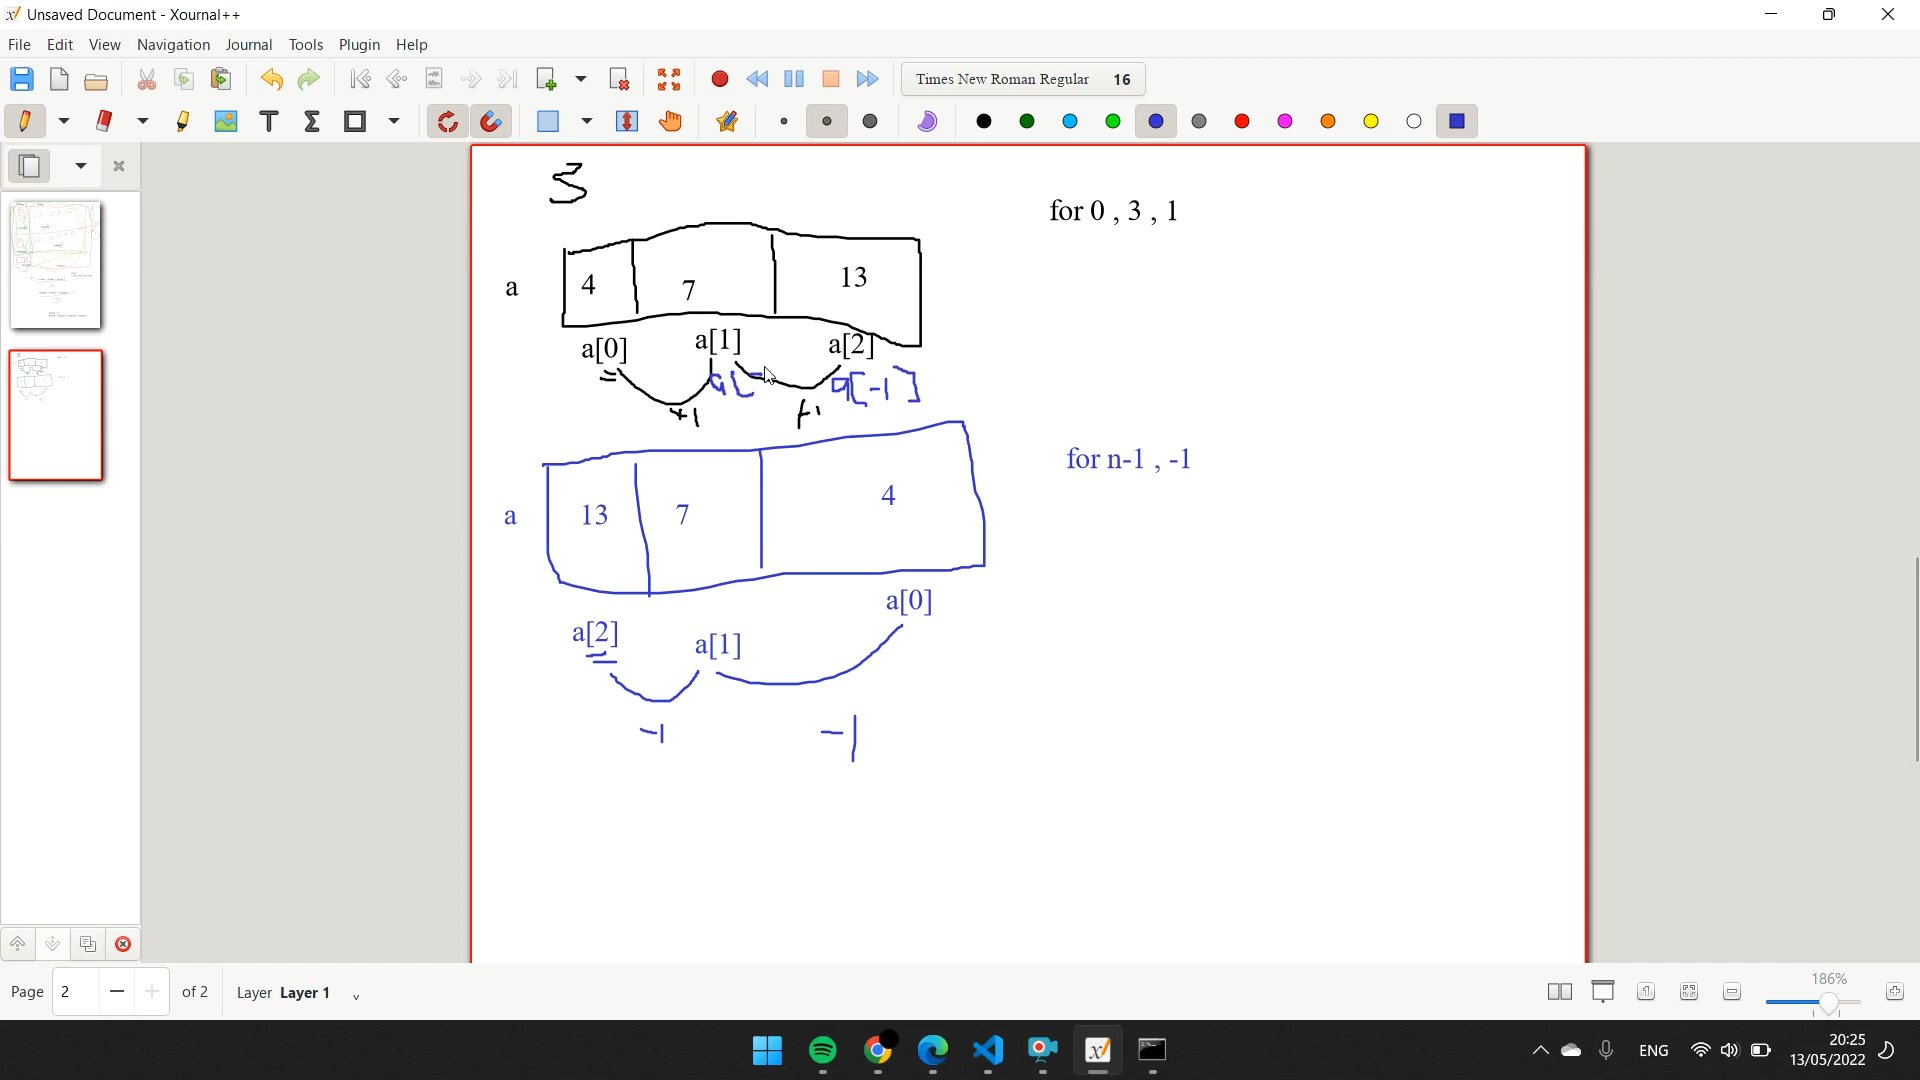 Unsaved Document - Xournal++
File Edit View Navigation Journal Tools Plugin Help
Times New Roman Regular 16
3
for 0 , 3 , 1
a 4 7 13
a[0] a[1] a[2]
a[ - a[-1]
+1 +1
for n-1 , -1
a 13 7 4
a[0]
a[2] a[1]
-1 -1
Page 2 of 2 Layer Layer 1
186%
ENG
20:25
13/05/2022